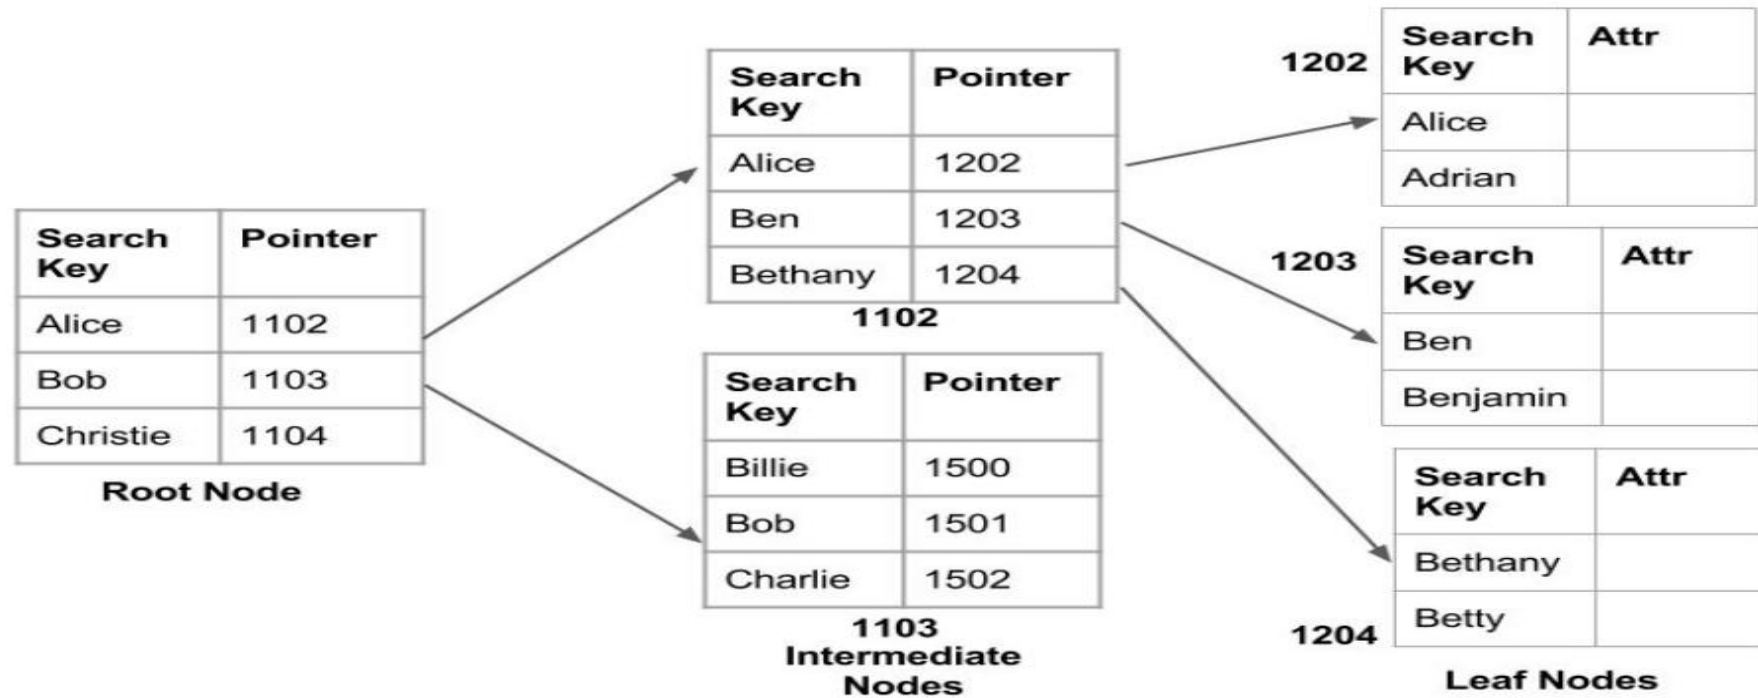 Search Key Pointer
Alice 1102
Bob 1103
Christie 1104
Root Node
Search Key Pointer
Alice 1202
Ben 1203
Bethany 1204
1102
Search Key Pointer
Billie 1500
Bob 1501
Charlie 1502
1103
Intermediate
Nodes
1202
Search Key Attr
Alice
Adrian
1203
Search Key Attr
Ben
Benjamin
1204
Search Key Attr
Bethany
Betty
Leaf Nodes